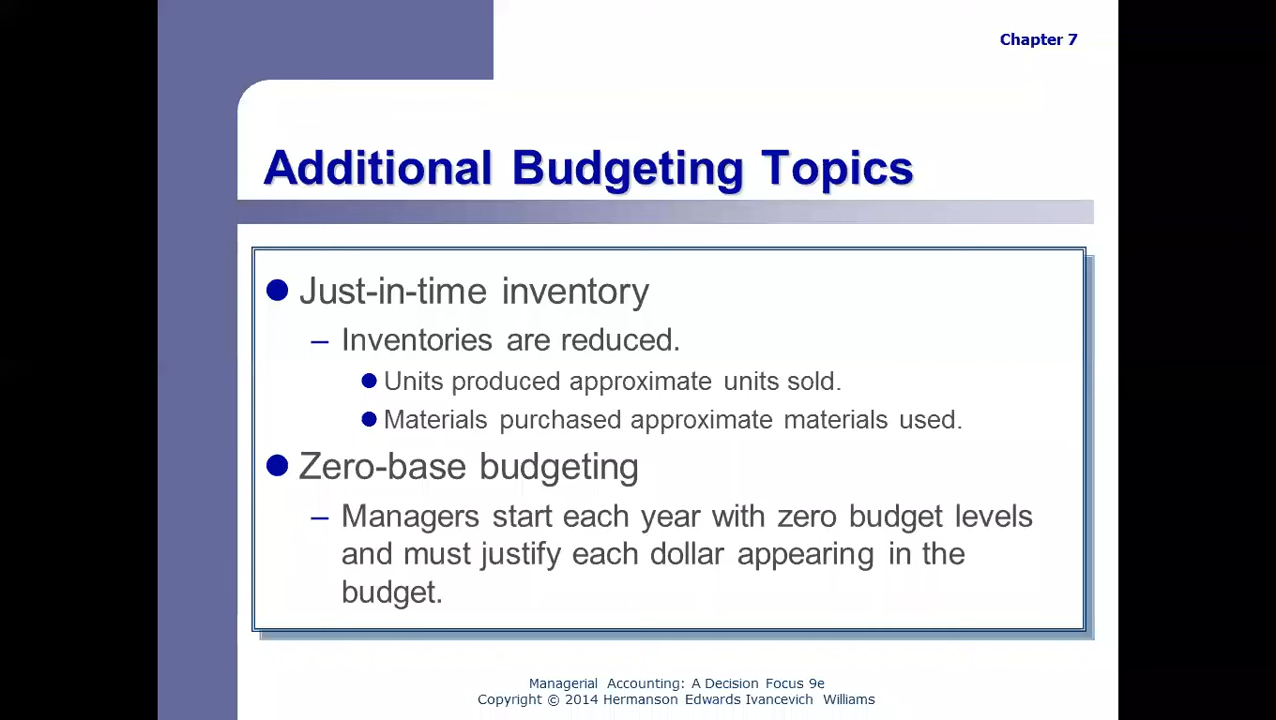 Chapter 7
Additional Budgeting Topics
Just-in-time inventory
– Inventories are reduced.
Units produced approximate units sold.
Materials purchased approximate materials used.
Zero-base budgeting
– Managers start each year with zero budget levels
and must justify each dollar appearing in the
budget.
Managerial Accounting: A Decision Focus 9e
Copyright © 2014 Hermanson Edwards Ivancevich Williams